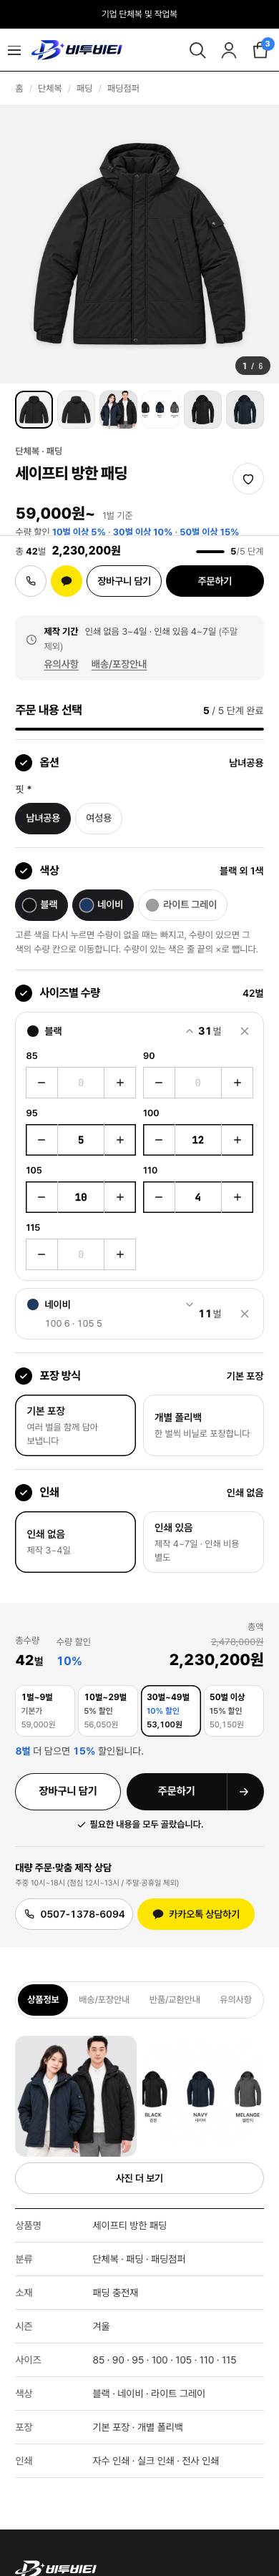 기업 단체복 및 작업복
비투비티
3
홈 / 단체복 / 패딩 / 패딩점퍼
1 / 6
단체복 · 패딩
세이프티 방한 패딩
59,000원~ 1벌 기준
수량 할인 10벌 이상 5% · 30벌 이상 10% · 50벌 이상 15%
총 42벌 2,230,200원 5/5 단계
장바구니 담기
주문하기
제작 기간 인쇄 없음 3~4일 · 인쇄 있음 4~7일 (주말
제외)
유의사항 배송/포장안내
주문 내용 선택 5 / 5 단계 완료
옵션 남녀공용
핏 *
남녀공용 여성용
색상 블랙 외 1색
블랙 네이비 라이트 그레이
고른 색을 다시 누르면 수량이 없을 때는 빠지고, 수량이 있으면 그
색의 수량 칸으로 이동합니다. 수량이 있는 색은 줄 끝의 ×로 뺍니다.
사이즈별 수량 42벌
블랙 31벌 ×
85 90
− 0 + − 0 +
95 100
− 5 + − 12 +
105 110
− 10 + − 4 +
115
− 0 +
네이비 11벌 ×
100 6 · 105 5
포장 방식 기본 포장
기본 포장
여러 벌을 함께 담아
보냅니다
개별 폴리백
한 벌씩 비닐로 포장합니다
인쇄 인쇄 없음
인쇄 없음
제작 3~4일
인쇄 있음
제작 4~7일 · 인쇄 비용
별도
총수량 수량 할인 총액
2,478,000원
42벌 10% 2,230,200원
1벌~9벌
기본가
59,000원
10벌~29벌
5% 할인
56,050원
30벌~49벌
10% 할인
53,100원
50벌 이상
15% 할인
50,150원
8벌 더 담으면 15% 할인됩니다.
장바구니 담기 주문하기 →
필요한 내용을 모두 골랐습니다.
대량 주문·맞춤 제작 상담
주중 10시~18시 (점심 12시~13시 / 주말·공휴일 제외)
0507-1378-6094 카카오톡 상담하기
상품정보 배송/포장안내 반품/교환안내 유의사항
BLACK
검정
NAVY
네이비
MELANGE
멜란지
사진 더 보기
상품명 세이프티 방한 패딩
분류 단체복 · 패딩 · 패딩점퍼
소재 패딩 충전재
시즌 겨울
사이즈 85 · 90 · 95 · 100 · 105 · 110 · 115
색상 블랙 · 네이비 · 라이트 그레이
포장 기본 포장 · 개별 폴리백
인쇄 자수 인쇄 · 실크 인쇄 · 전사 인쇄
비투비티